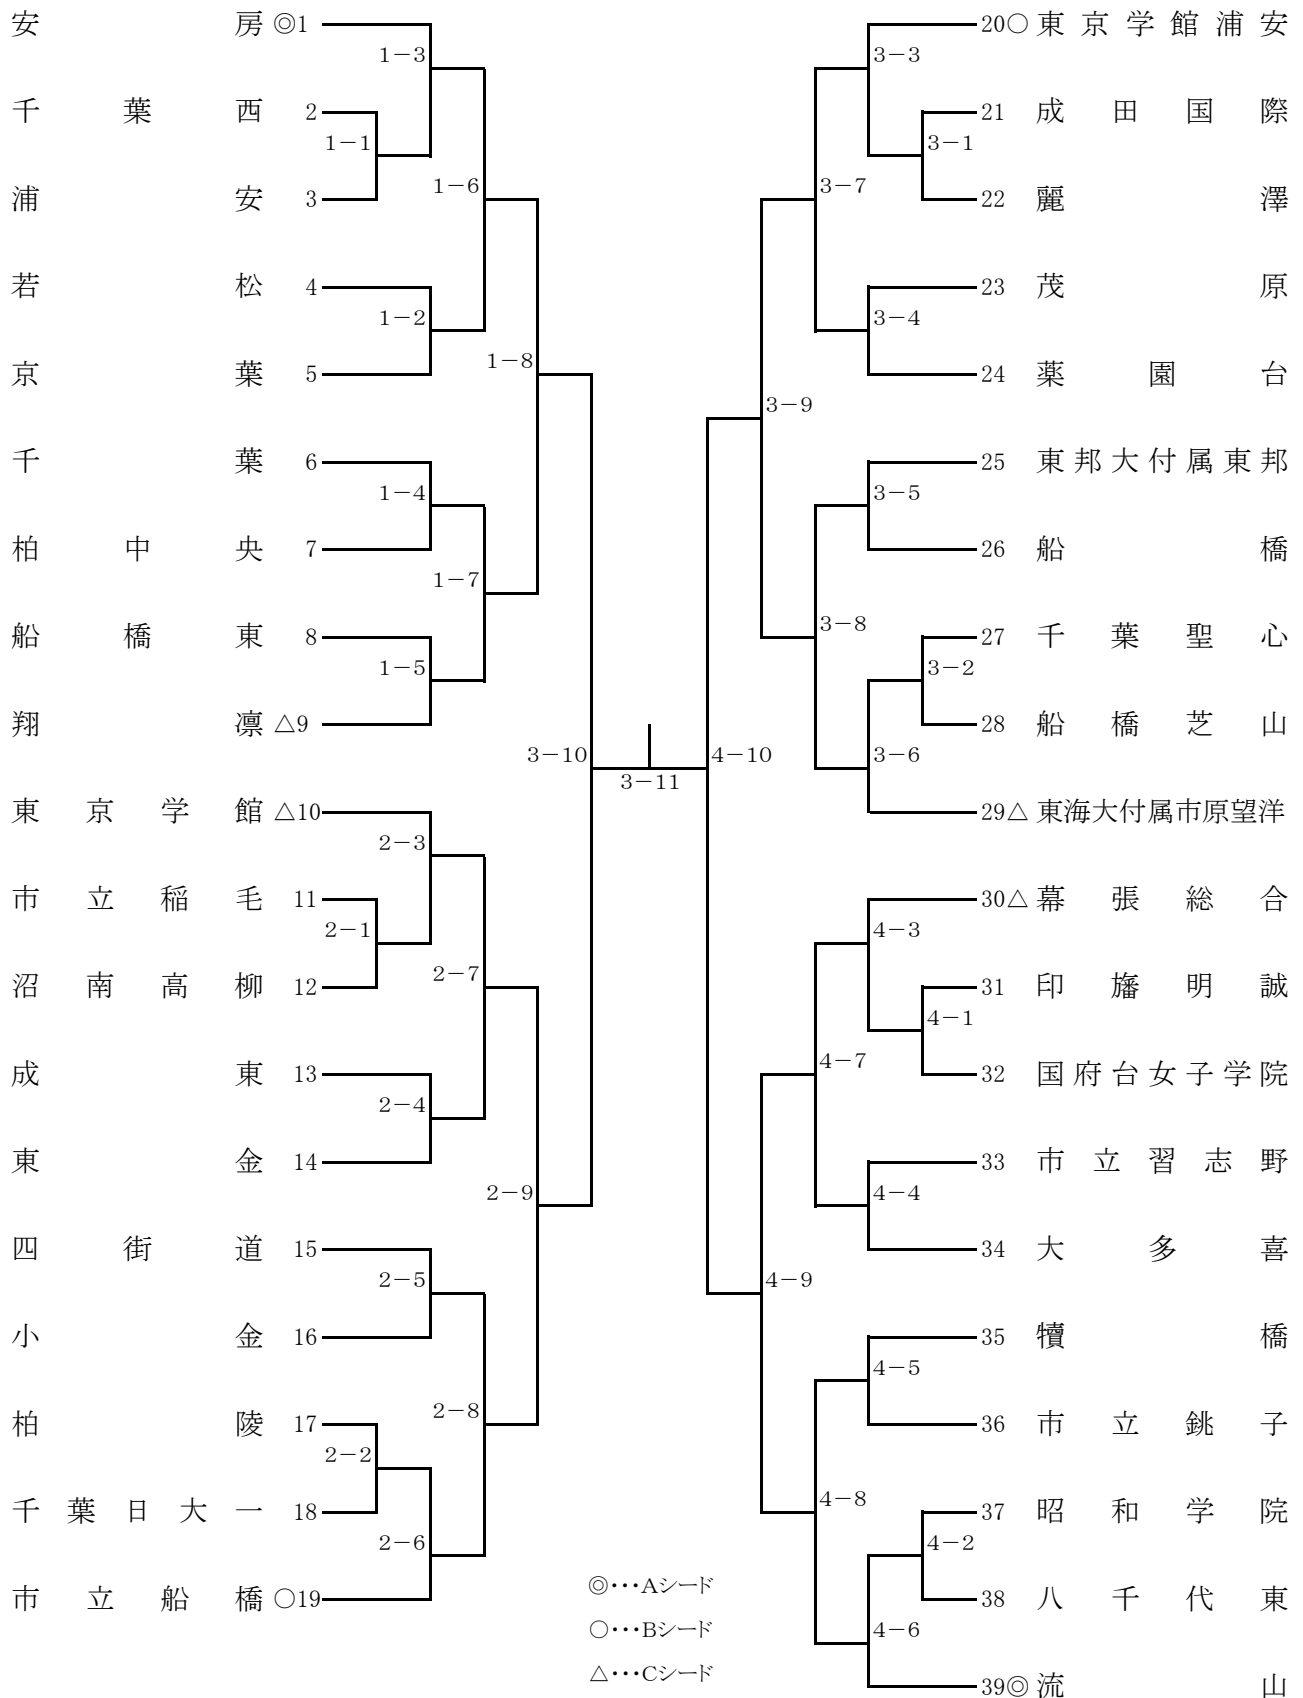 安房 ◎1
1－3
千葉西 2
1－1
浦安 3
1－6
若松 4
1－2
京葉 5
1－8
千葉 6
1－4
柏中央 7
1－7
船橋東 8
1－5
翔凛 △9
3－10
東京学館 △10
2－3
市立稲毛 11
2－1
沼南高柳 12
2－7
成東 13
2－4
東金 14
2－9
四街道 15
2－5
小金 16
2－8
柏陵 17
2－2
千葉日大一 18
2－6
市立船橋 ○19
3－11
20○ 東京学館浦安
3－3
21 成田国際
3－1
22 麗澤
3－7
23 茂原
3－4
24 薬園台
3－9
25 東邦大付属東邦
3－5
26 船橋
3－8
27 千葉聖心
3－2
28 船橋芝山
3－6
4－10
29△ 東海大付属市原望洋
30△ 幕張総合
4－3
31 印旛明誠
4－1
32 国府台女子学院
4－7
33 市立習志野
4－4
34 大多喜
4－9
35 犢橋
4－5
36 市立銚子
4－8
37 昭和学院
4－2
38 八千代東
4－6
39◎ 流山
◎・・・Aシード
○・・・Bシード
△・・・Cシード